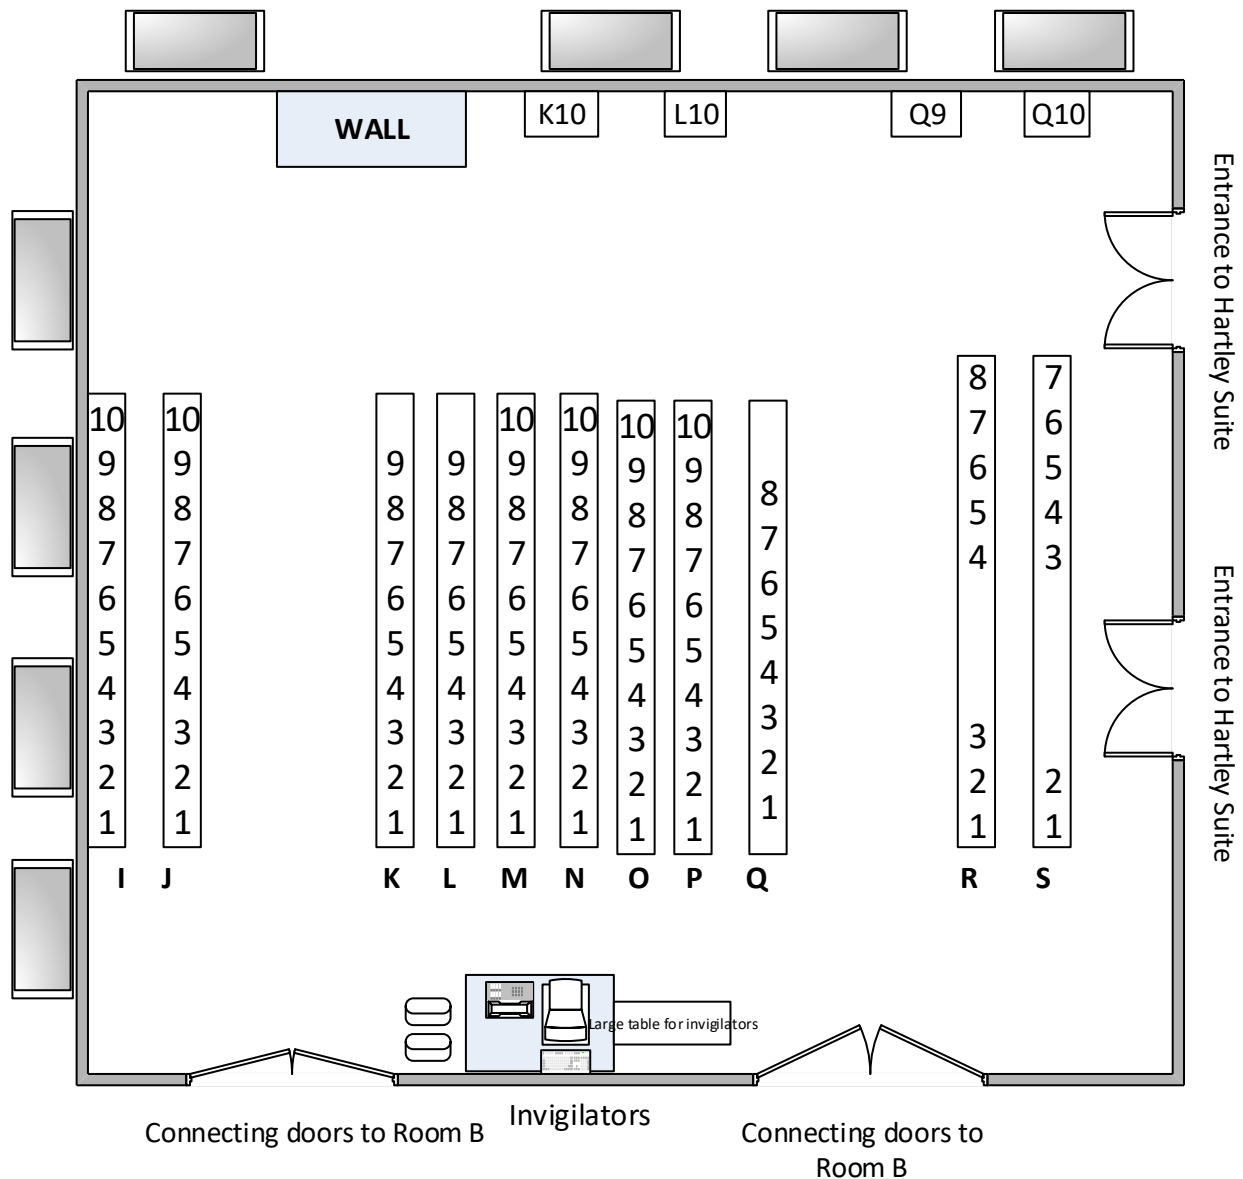 WALL
K10 L10 Q9 Q10
Entrance to Hartley Suite
8 7
7 6
10 10 10 10 10 10 6 5
9 9 9 9 9 9 9 9 8 5 4
8 8 8 8 8 8 8 8 7 4 3
7 7 7 7 7 7 7 7 6
6 6 6 6 6 6 6 6 5
5 5 5 5 5 5 5 5 4
4 4 4 4 4 4 4 4 3
3 3 3 3 3 3 3 3 2 3
2 2 2 2 2 2 2 2 1 2 2
1 1 1 1 1 1 1 1 1 1
Entrance to Hartley Suite
I J K L M N O P Q R S
Large table for invigilators
Invigilators
Connecting doors to Room B
Connecting doors to
Room B